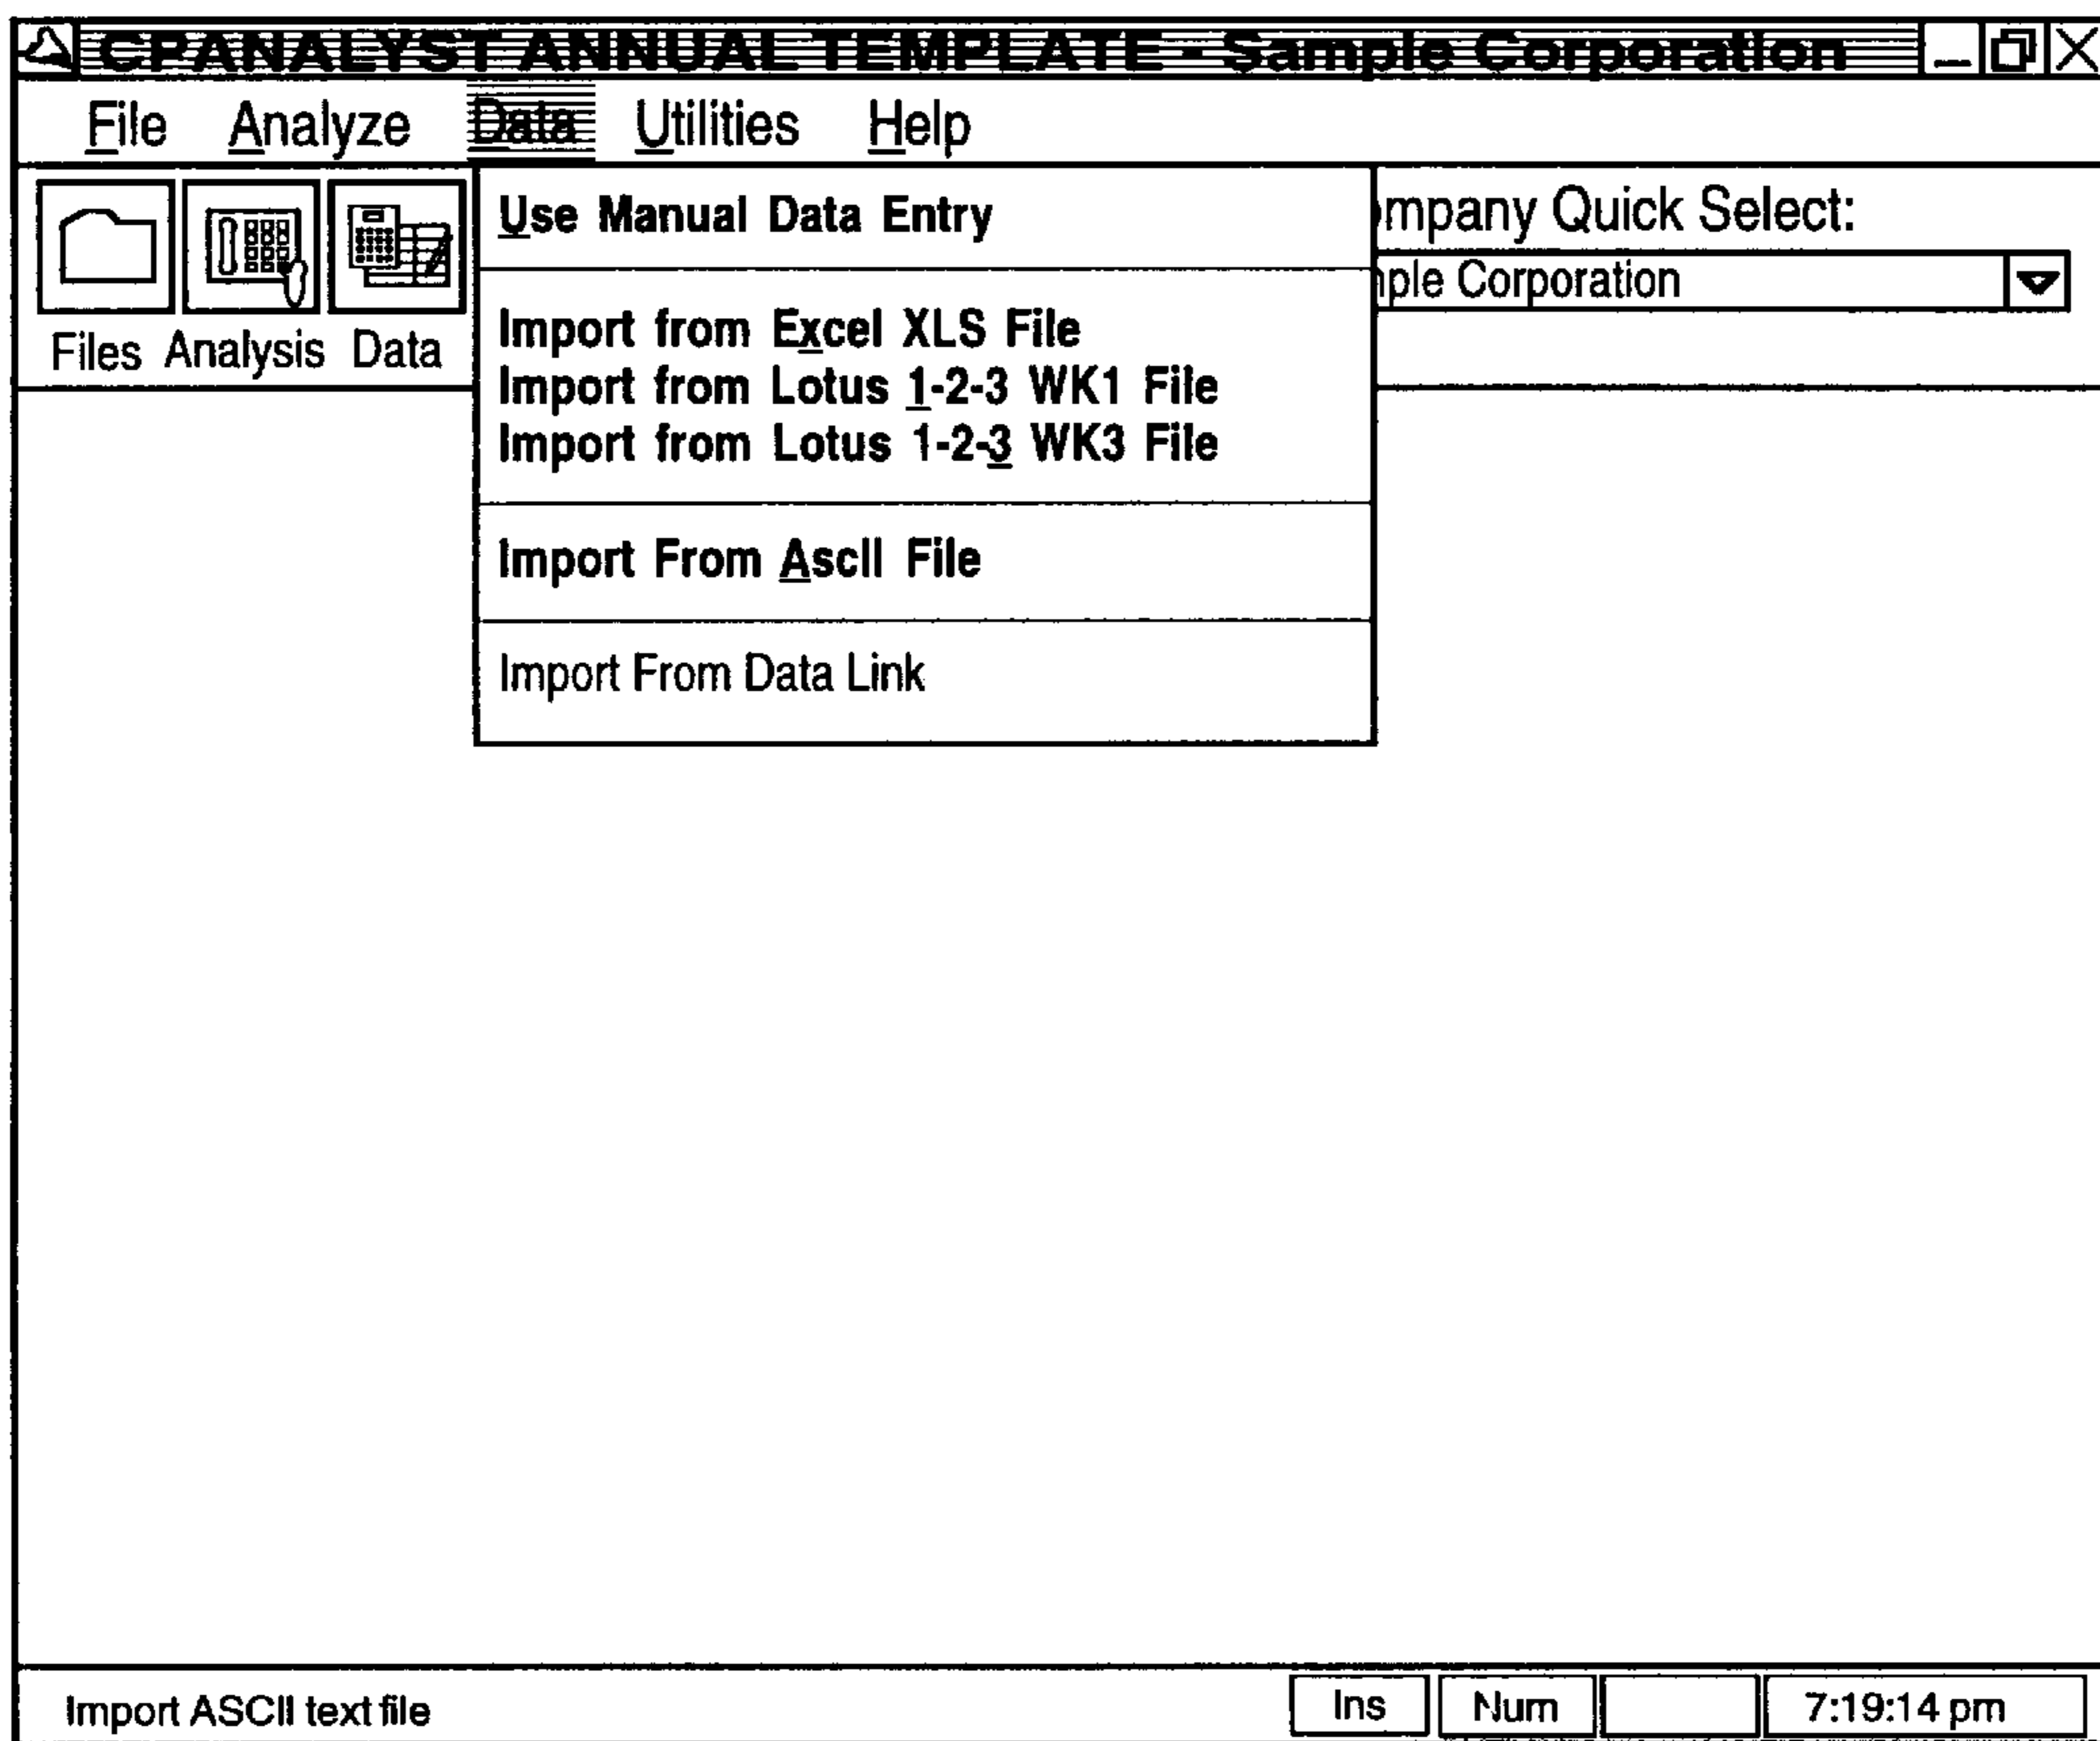 CPANALYST ANNUAL TEMPLATE - Sample Corporation
File Analyze Data Utilities Help
Use Manual Data Entry
Import from Excel XLS File
Import from Lotus 1-2-3 WK1 File
Import from Lotus 1-2-3 WK3 File
Import From AscII File
Import From Data Link
mpany Quick Select:
ple Corporation
Files Analysis Data
Import ASCII text file
Ins Num 7:19:14 pm